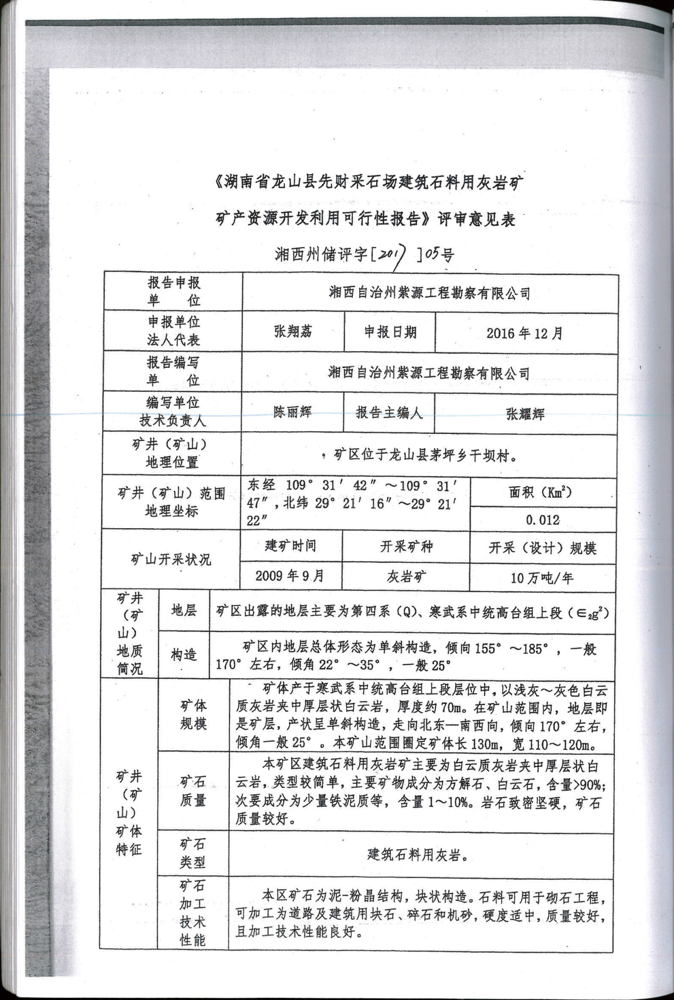 《湖南省龙山县先财采石场建筑石料用灰岩矿
矿产资源开发利用可行性报告》评审意见表
湘西州储评字[2017]05号
报告申报
单 位
湘西自治州紫源工程勘察有限公司
申报单位
法人代表
张翔荔
申报日期
2016年12月
报告编写
单 位
湘西自治州紫源工程勘察有限公司
编写单位
技术负责人
陈丽辉
报告主编人
张耀辉
矿井（矿山）
地理位置
矿区位于龙山县茅坪乡干坝村。
矿井（矿山）范围
地理坐标
东经 109° 31′ 42″ ～109° 31′
47″,北纬 29° 21′ 16″ ～29° 21′
22″
面积（Km²）
0.012
矿山开采状况
建矿时间
开采矿种
开采（设计）规模
2009年9月
灰岩矿
10万吨/年
矿井
（矿
山）
地质
简况
地层
矿区出露的地层主要为第四系（Q）、寒武系中统高台组上段（∈₂g²）
构造
矿区内地层总体形态为单斜构造，倾向155° ～185°，一般
170° 左右，倾角22° ～35°，一般25°
矿井
（矿
山）
矿体
特征
矿体
规模
矿体产于寒武系中统高台组上段层位中，以浅灰～灰色白云
质灰岩夹中厚层状白云岩，厚度约70m。在矿山范围内，地层即
是矿层，产状呈单斜构造，走向北东—南西向，倾向170° 左右，
倾角一般25° 。本矿山范围圈定矿体长130m，宽110～120m。
矿石
质量
本矿区建筑石料用灰岩矿主要为白云质灰岩夹中厚层状白
云岩，类型较简单，主要矿物成分为方解石、白云石，含量>90%；
次要成分为少量铁泥质等，含量1～10%。岩石致密坚硬，矿石
质量较好。
矿石
类型
建筑石料用灰岩。
矿石
加工
技术
性能
本区矿石为泥-粉晶结构，块状构造。石料可用于砌石工程，
可加工为道路及建筑用块石、碎石和机砂，硬度适中，质量较好，
且加工技术性能良好。